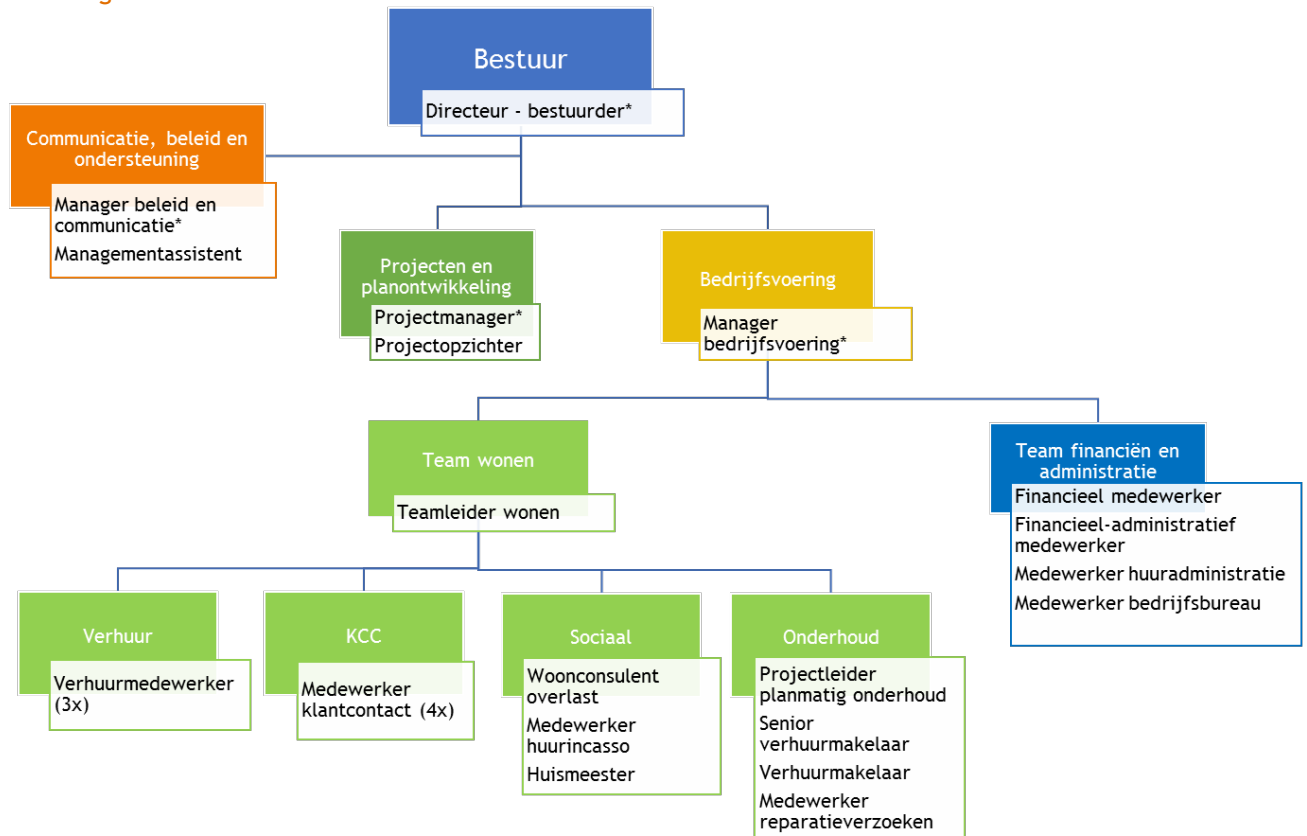 Bestuur
Directeur - bestuurder*
Communicatie, beleid en
ondersteuning
Manager beleid en
communicatie*
Managementassistent
Projecten en
planontwikkeling
Projectmanager*
Projectopzichter
Bedrijfsvoering
Manager
bedrijfsvoering*
Team wonen
Teamleider wonen
Team financiën en
administratie
Financieel medewerker
Financieel-administratief
medewerker
Medewerker huuradministratie
Medewerker bedrijfsbureau
Verhuur
Verhuurmedewerker
(3x)
KCC
Medewerker
klantcontact (4x)
Sociaal
Woonconsulent
overlast
Medewerker
huurincasso
Huismeester
Onderhoud
Projectleider
planmatig onderhoud
Senior
verhuurmakelaar
Verhuurmakelaar
Medewerker
reparatieverzoeken